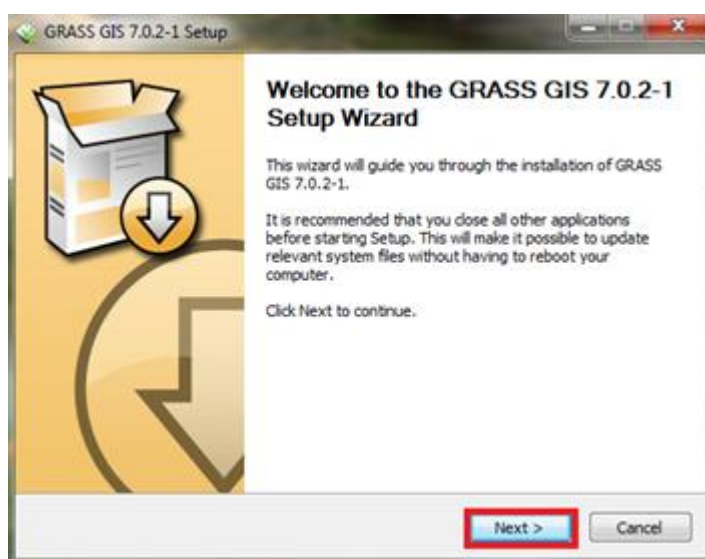 GRASS GIS 7.0.2-1 Setup
Welcome to the GRASS GIS 7.0.2-1
Setup Wizard
This wizard will guide you through the installation of GRASS
GIS 7.0.2-1.
It is recommended that you close all other applications
before starting Setup. This will make it possible to update
relevant system files without having to reboot your
computer.
Click Next to continue.
Next >
Cancel